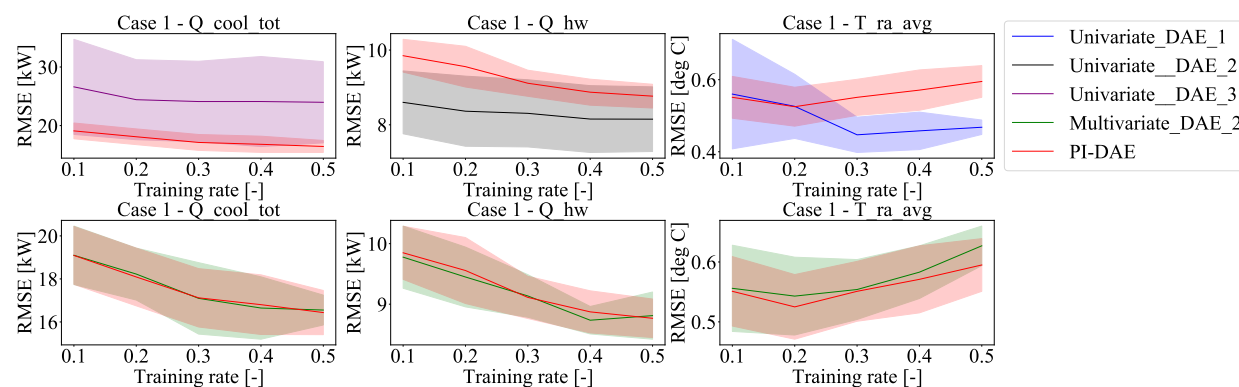 Case 1 - Q_cool_tot
Case 1 - Q_hw
Case 1 - T_ra_avg
RMSE [kW]
30
20
0.1 0.2 0.3 0.4 0.5
Training rate [-]
RMSE [kW]
10
8
0.1 0.2 0.3 0.4 0.5
Training rate [-]
RMSE [deg C]
0.6
0.4
0.1 0.2 0.3 0.4 0.5
Training rate [-]
Univariate_DAE_1
Univariate__DAE_2
Univariate__DAE_3
Multivariate_DAE_2
PI-DAE
Case 1 - Q_cool_tot
Case 1 - Q_hw
Case 1 - T_ra_avg
RMSE [kW]
20
18
16
0.1 0.2 0.3 0.4 0.5
Training rate [-]
RMSE [kW]
10
9
0.1 0.2 0.3 0.4 0.5
Training rate [-]
RMSE [deg C]
0.6
0.5
0.1 0.2 0.3 0.4 0.5
Training rate [-]